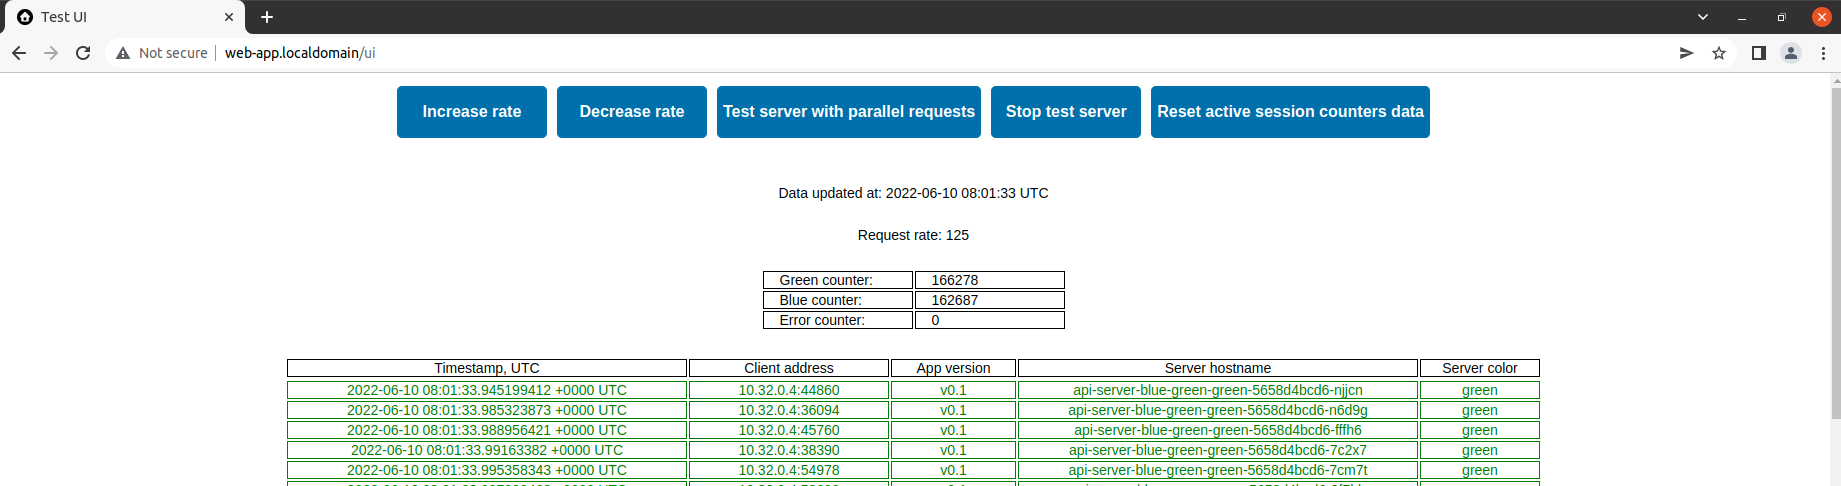 Test UI
Not secure web-app.localdomain/ui
Increase rate Decrease rate Test server with parallel requests Stop test server Reset active session counters data
Data updated at: 2022-06-10 08:01:33 UTC
Request rate: 125
Green counter: 166278
Blue counter: 162687
Error counter: 0
Timestamp, UTC Client address App version Server hostname Server color
2022-06-10 08:01:33.945199412 +0000 UTC 10.32.0.4:44860 v0.1 api-server-blue-green-green-5658d4bcd6-njjcn green
2022-06-10 08:01:33.985323873 +0000 UTC 10.32.0.4:36094 v0.1 api-server-blue-green-green-5658d4bcd6-n6d9g green
2022-06-10 08:01:33.988956421 +0000 UTC 10.32.0.4:45760 v0.1 api-server-blue-green-green-5658d4bcd6-fffh6 green
2022-06-10 08:01:33.99163382 +0000 UTC 10.32.0.4:38390 v0.1 api-server-blue-green-green-5658d4bcd6-7c2x7 green
2022-06-10 08:01:33.995358343 +0000 UTC 10.32.0.4:54978 v0.1 api-server-blue-green-green-5658d4bcd6-7cm7t green